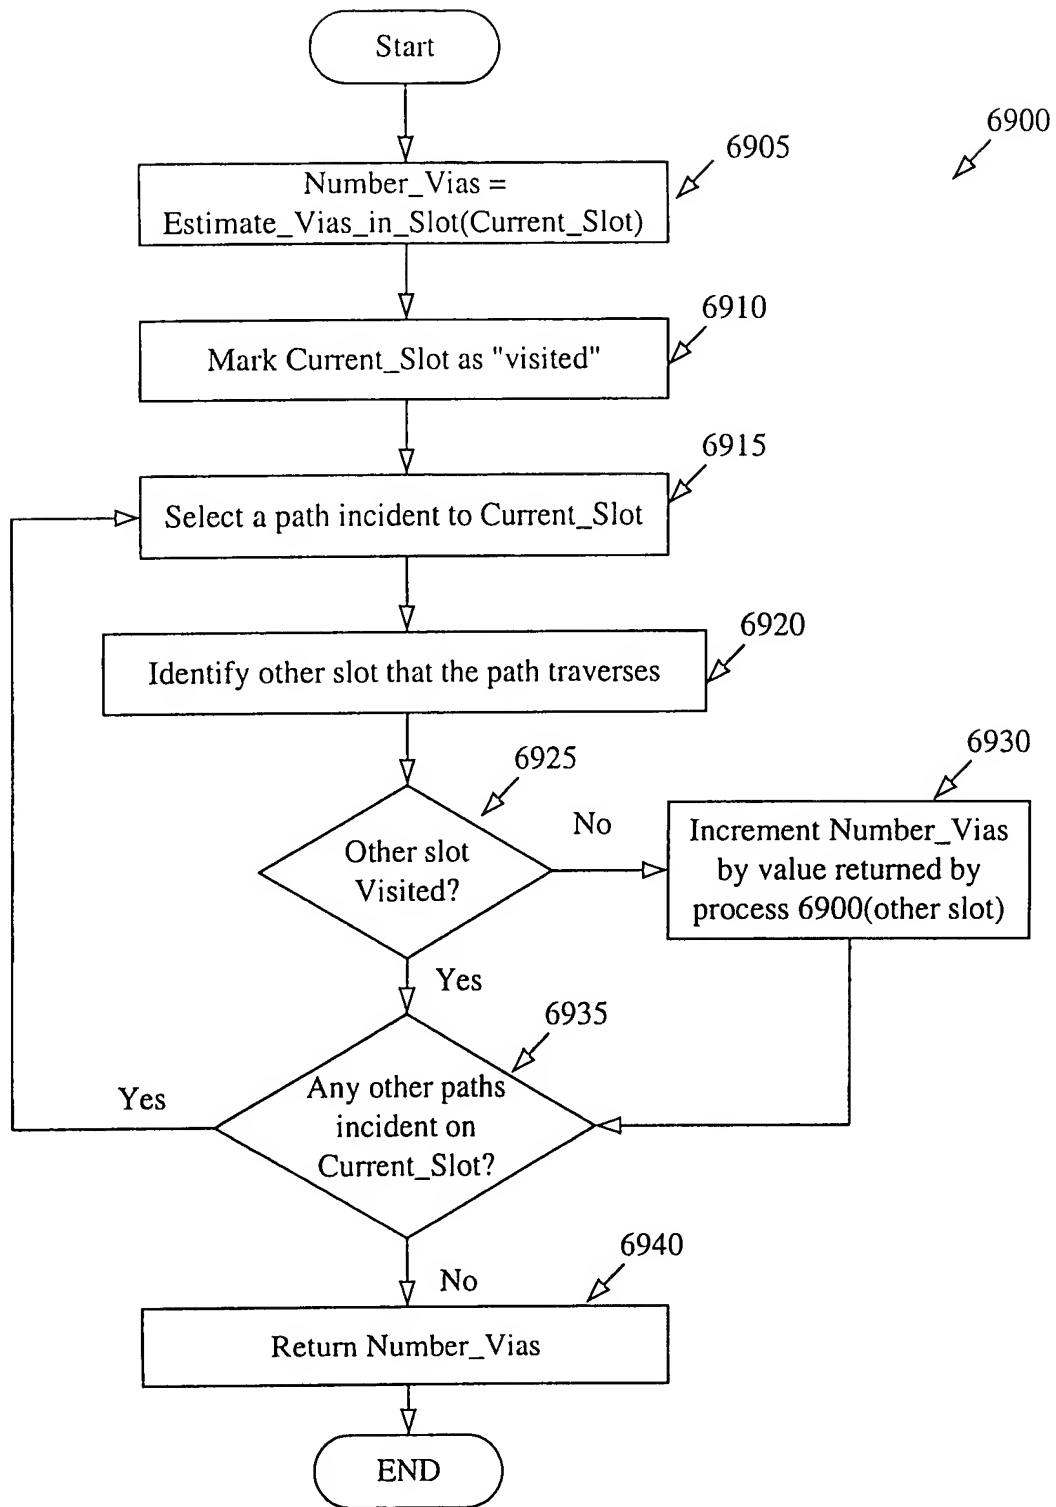 Start
6900
6905
Number_Vias =
Estimate_Vias_in_Slot(Current_Slot)
6910
Mark Current_Slot as "visited"
6915
Select a path incident to Current_Slot
6920
Identify other slot that the path traverses
6925
Other slot
Visited?
No
6930
Increment Number_Vias
by value returned by
process 6900(other slot)
Yes
6935
Any other paths
incident on
Current_Slot?
Yes
No
6940
Return Number_Vias
END